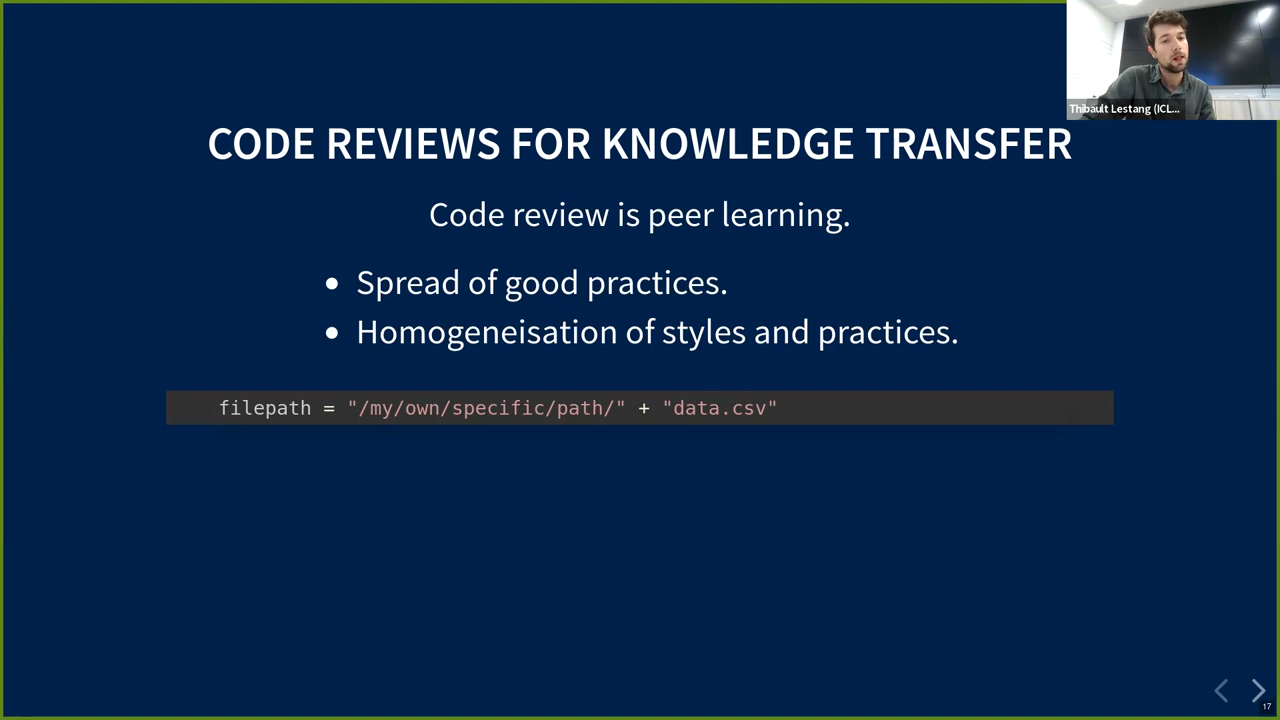 Thibault Lestang (ICL...
CODE REVIEWS FOR KNOWLEDGE TRANSFER
Code review is peer learning.
• Spread of good practices.
• Homogeneisation of styles and practices.
filepath = "/my/own/specific/path/" + "data.csv"
17